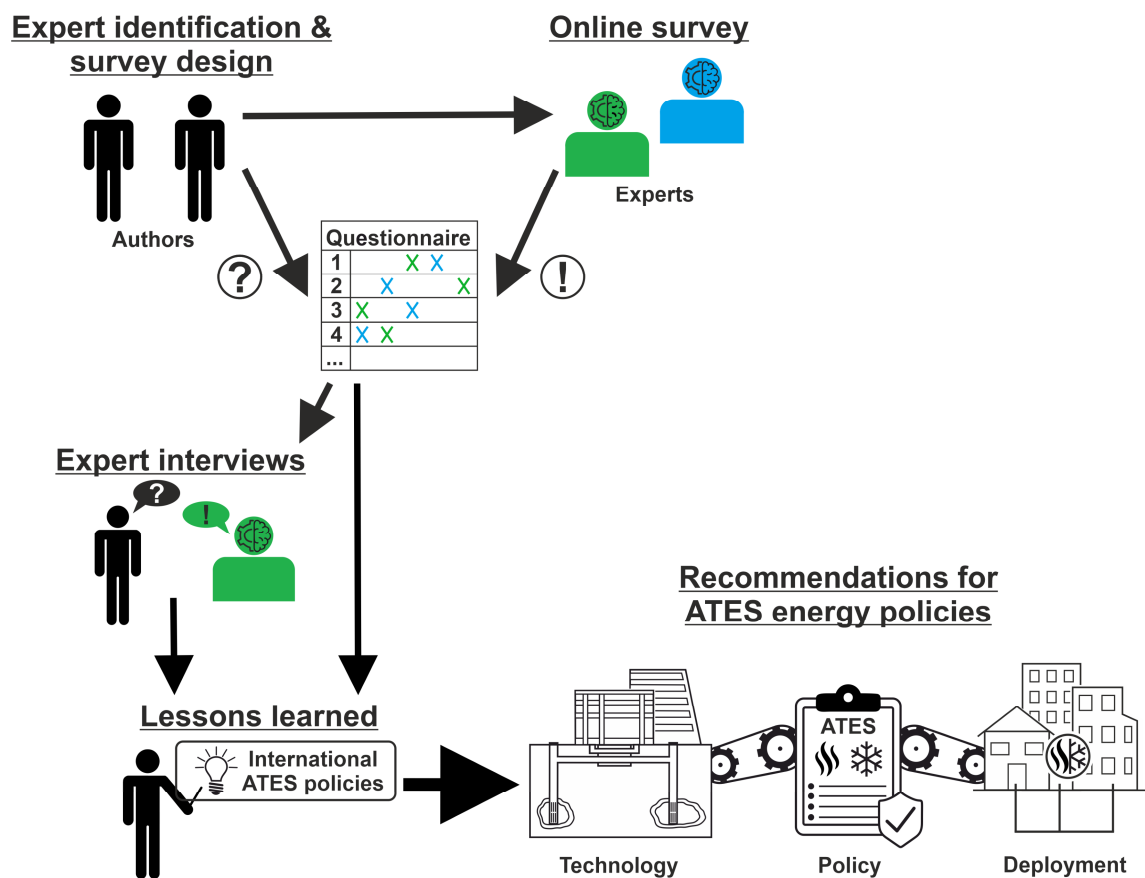 Expert identification &
survey design
Online survey
Authors
Experts
?
!
Questionnaire
1 X X
2 X X
3 X X
4 X X
...
Expert interviews
?
!
Lessons learned
International
ATES policies
Recommendations for
ATES energy policies
ATES
Technology
Policy
Deployment